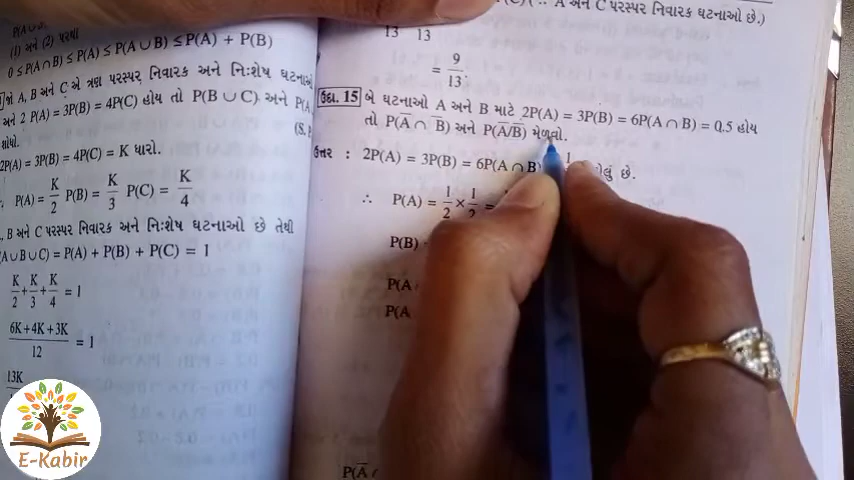 P(A∪B
(1) અને (2) પરથી
0 ≤ P(A∩B) ≤ P(A) ≤ P(A∪B) ≤ P(A) + P(B)
જો A, B અને C એ ત્રણ પરસ્પર નિવારક અને નિઃશેષ ઘટનાઓ
અને 2 P(A) = 3P(B) = 4P(C) હોય તો P(B ∪ C) અને P(A
શોધો. (S.
2P(A) = 3P(B) = 4P(C) = K ધારો.
P(A) = K/2 P(B) = K/3 P(C) = K/4
B અને C પરસ્પર નિવારક અને નિઃશેષ ઘટનાઓ છે તેથી
(A∪B∪C) = P(A) + P(B) + P(C) = 1
K/2 + K/3 + K/4 = 1
6K+4K+3K/12 = 1
13K
E-Kabir
A અને C પરસ્પર નિવારક ઘટનાઓ છે.)
13 13
= 9/13.
ઉદા. 15 બે ઘટનાઓ A અને B માટે 2P(A) = 3P(B) = 6P(A ∩ B) = 0.5 હોય
તો P(A̅ ∩ B̅) અને P(A̅/B̅) મેળવો.
ઉત્તર : 2P(A) = 3P(B) = 6P(A ∩ B) છે.
∴ P(A) = 1/2 × 1/2 =
P(B)
P(A
P(A
P(A̅